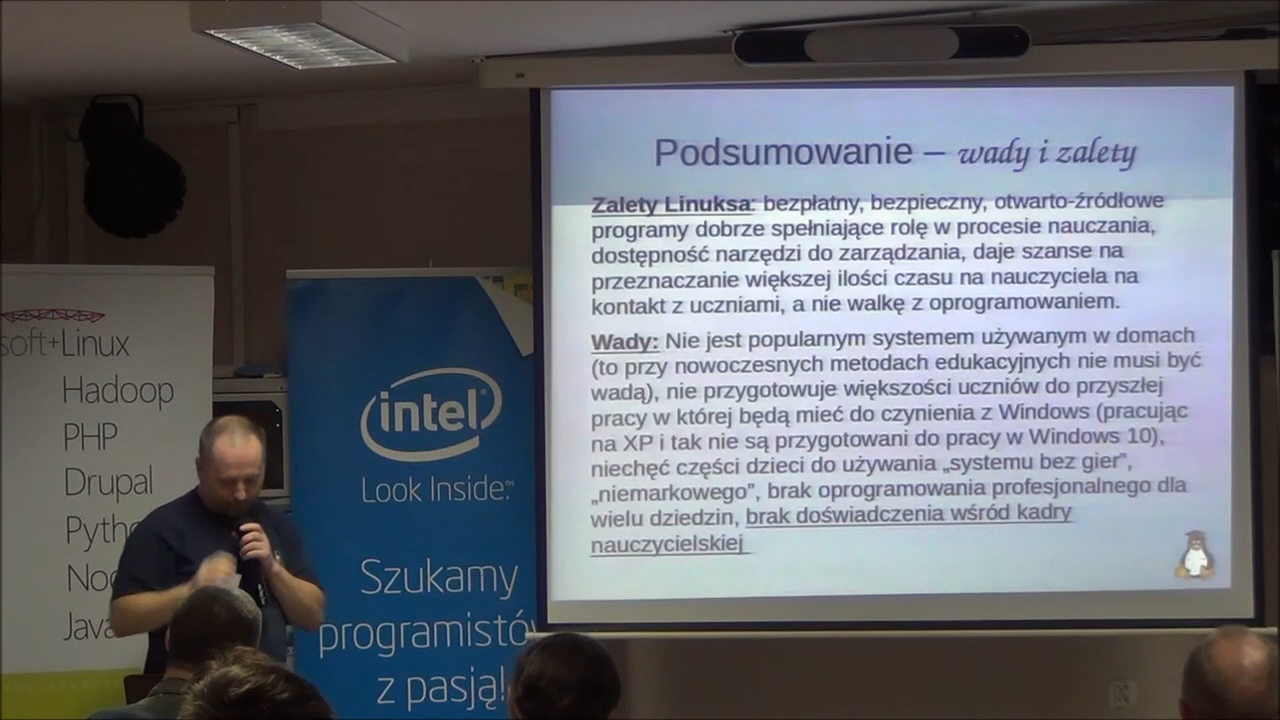 Podsumowanie – wady i zalety
Zalety Linuksa: bezpłatny, bezpieczny, otwarto-źródłowe
programy dobrze spełniające rolę w procesie nauczania,
dostępność narzędzi do zarządzania, daje szanse na
przeznaczanie większej ilości czasu na nauczyciela na
kontakt z uczniami, a nie walkę z oprogramowaniem.
Wady: Nie jest popularnym systemem używanym w domach
(to przy nowoczesnych metodach edukacyjnych nie musi być
wadą), nie przygotowuje większości uczniów do przyszłej
pracy w której będą mieć do czynienia z Windows (pracując
na XP i tak nie są przygotowani do pracy w Windows 10),
niechęć części dzieci do używania „systemu bez gier”,
„niemarkowego”, brak oprogramowania profesjonalnego dla
wielu dziedzin, brak doświadczenia wśród kadry
nauczycielskiej
soft+Linux
Hadoop
PHP
Drupal
Pytho
Nod
Java
intel
Look Inside.™
Szukamy
programistó
z pasją!